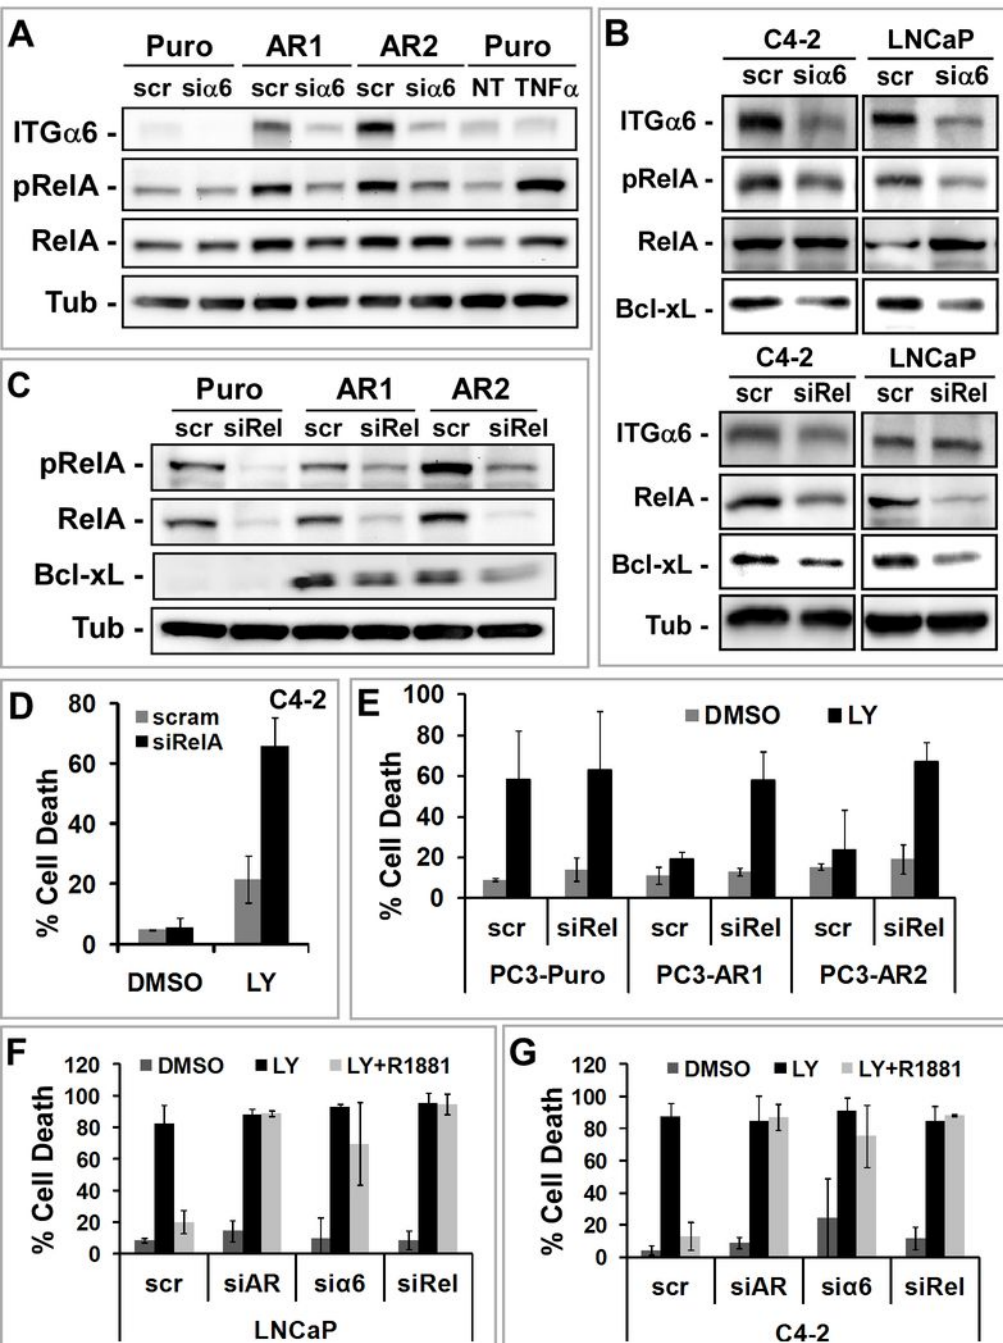 A
Puro AR1 AR2 Puro
scr siα6 scr siα6 scr siα6 NT TNFα
ITGα6 -
pRelA -
RelA -
Tub -
B
C4-2 LNCaP
scr siα6 scr siα6
ITGα6 -
pRelA -
RelA -
Bcl-xL -
C4-2 LNCaP
scr siRel scr siRel
ITGα6 -
RelA -
Bcl-xL -
Tub -
C
Puro AR1 AR2
scr siRel scr siRel scr siRel
pRelA -
RelA -
Bcl-xL -
Tub -
D
C4-2
scram
siRelA
% Cell Death
80
60
40
20
0
DMSO LY
E
DMSO LY
% Cell Death
100
80
60
40
20
0
scr siRel scr siRel scr siRel
PC3-Puro PC3-AR1 PC3-AR2
F
DMSO LY LY+R1881
% Cell Death
120
100
80
60
40
20
0
scr siAR siα6 siRel
LNCaP
G
DMSO LY LY+R1881
% Cell Death
120
100
80
60
40
20
0
scr siAR siα6 siRel
C4-2